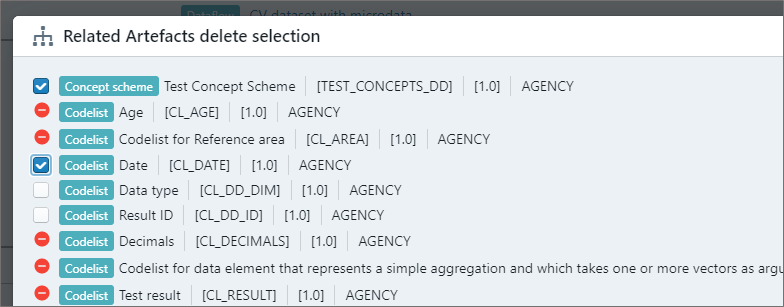 Dataflow CV dataset with microdata
Related Artefacts delete selection
Concept scheme Test Concept Scheme [TEST_CONCEPTS_DD] [1.0] AGENCY
Codelist Age [CL_AGE] [1.0] AGENCY
Codelist Codelist for Reference area [CL_AREA] [1.0] AGENCY
Codelist Date [CL_DATE] [1.0] AGENCY
Codelist Data type [CL_DD_DIM] [1.0] AGENCY
Codelist Result ID [CL_DD_ID] [1.0] AGENCY
Codelist Decimals [CL_DECIMALS] [1.0] AGENCY
Codelist Codelist for data element that represents a simple aggregation and which takes one or more vectors as argu
Codelist Test result [CL_RESULT] [1.0] AGENCY